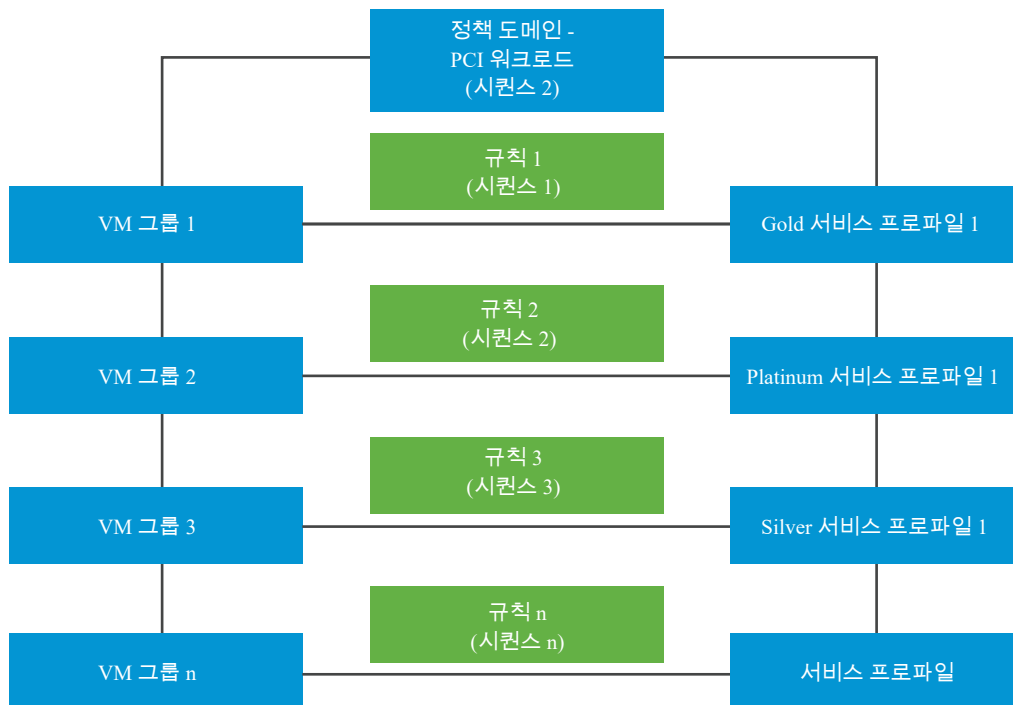 정책 도메인 -
PCI 워크로드
(시퀀스 2)
규칙 1
(시퀀스 1)
VM 그룹 1
Gold 서비스 프로파일 1
규칙 2
(시퀀스 2)
VM 그룹 2
Platinum 서비스 프로파일 1
규칙 3
(시퀀스 3)
VM 그룹 3
Silver 서비스 프로파일 1
규칙 n
(시퀀스 n)
VM 그룹 n
서비스 프로파일